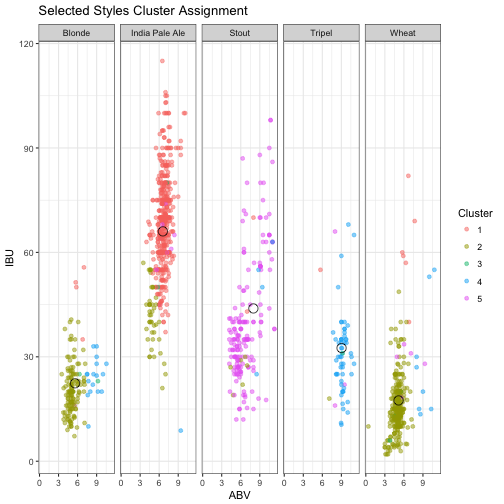 Selected Styles Cluster Assignment
Blonde India Pale Ale Stout Tripel Wheat
120
90
60
30
0
IBU
0 3 6 9 0 3 6 9 0 3 6 9 0 3 6 9 0 3 6 9
ABV
Cluster
1
2
3
4
5